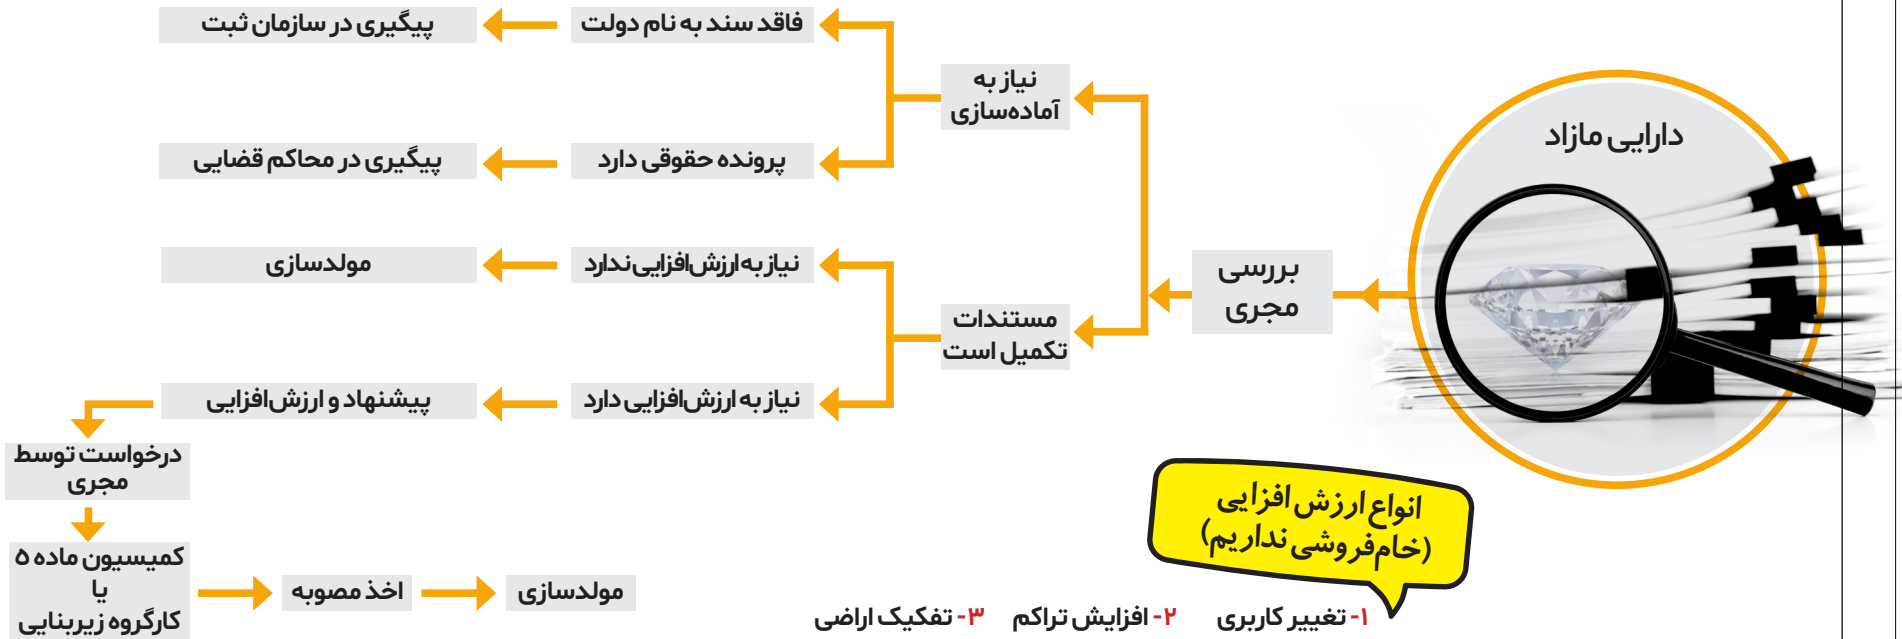 دارایی مازاد
بررسی
مجری
نیاز به
آماده‌سازی
فاقد سند به نام دولت
پیگیری در سازمان ثبت
پرونده حقوقی دارد
پیگیری در محاکم قضایی
مستندات
تکمیل است
نیاز به ارزش‌افزایی ندارد
مولدسازی
نیاز به ارزش‌افزایی دارد
پیشنهاد و ارزش‌افزایی
درخواست توسط
مجری
کمیسیون ماده ۵
یا
کارگروه زیربنایی
اخذ مصوبه
مولدسازی
انواع ارزش افزایی
(خام‌فروشی نداریم)
۱- تغییر کاربری ۲- افزایش تراکم ۳- تفکیک اراضی